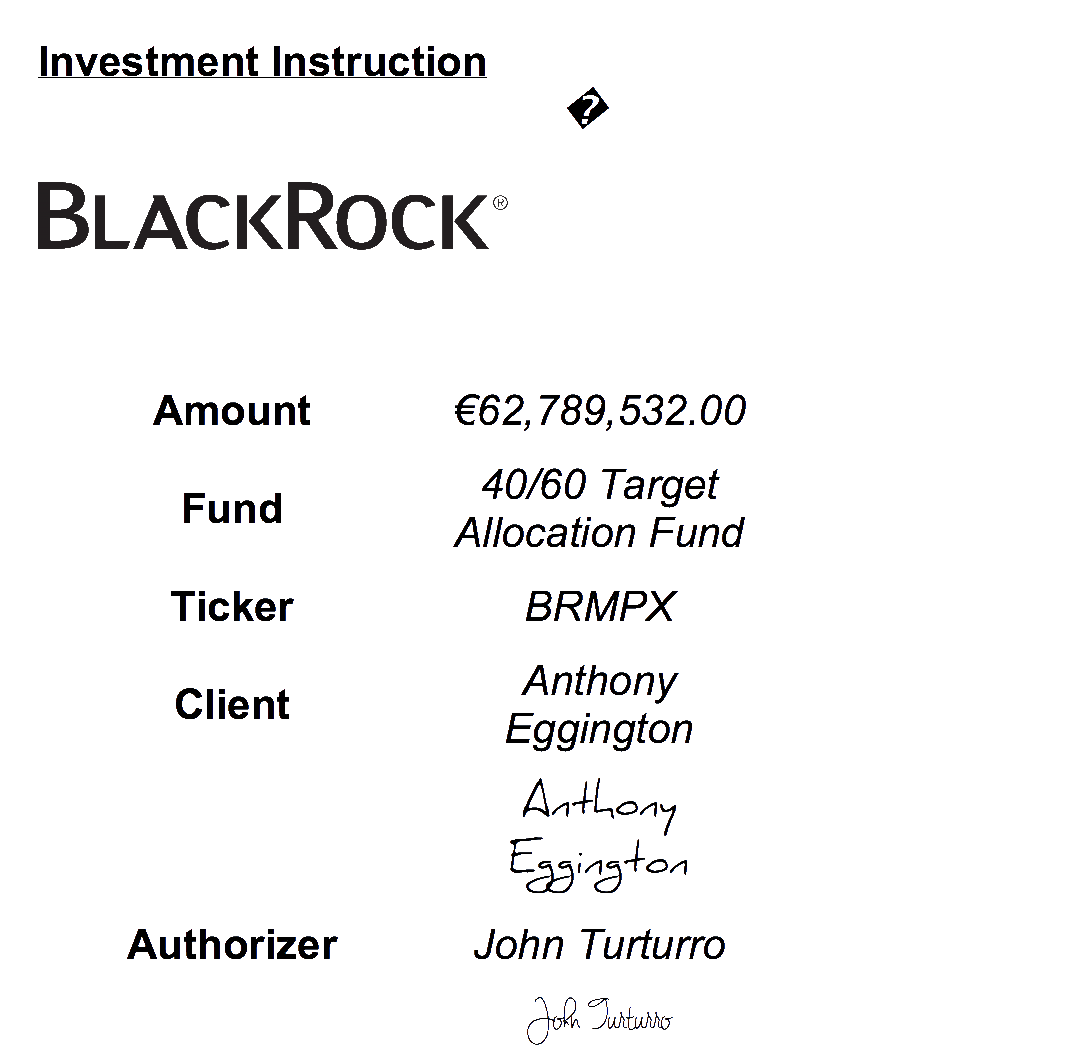 Investment Instruction
�
BLACKROCK®
Amount €62,789,532.00
Fund 40/60 Target
Allocation Fund
Ticker BRMPX
Client Anthony
Eggington
Anthony
Eggington
Authorizer John Turturro
John Turturro